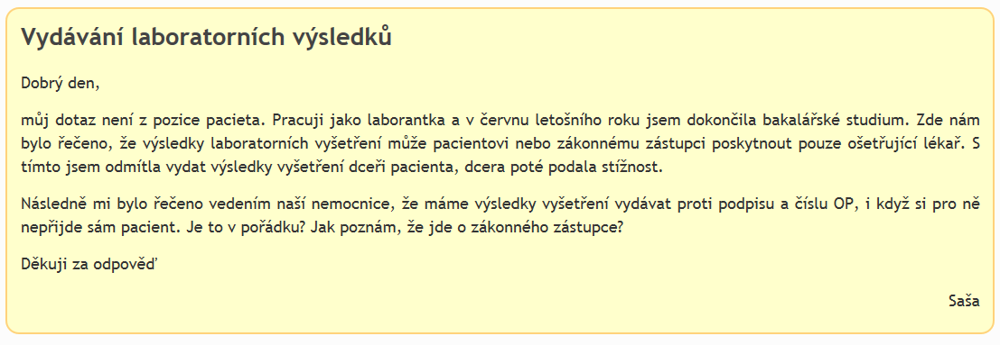 Vydávání laboratorních výsledků
Dobrý den,
můj dotaz není z pozice pacieta. Pracuji jako laborantka a v červnu letošního roku jsem dokončila bakalářské studium. Zde nám
bylo řečeno, že výsledky laboratorních vyšetření může pacientovi nebo zákonnému zástupci poskytnout pouze ošetřující lékař. S
tímto jsem odmítla vydat výsledky vyšetření dceři pacienta, dcera poté podala stížnost.
Následně mi bylo řečeno vedením naší nemocnice, že máme výsledky vyšetření vydávat proti podpisu a číslu OP, i když si pro ně
nepřijde sám pacient. Je to v pořádku? Jak poznám, že jde o zákonného zástupce?
Děkuji za odpověď
Saša